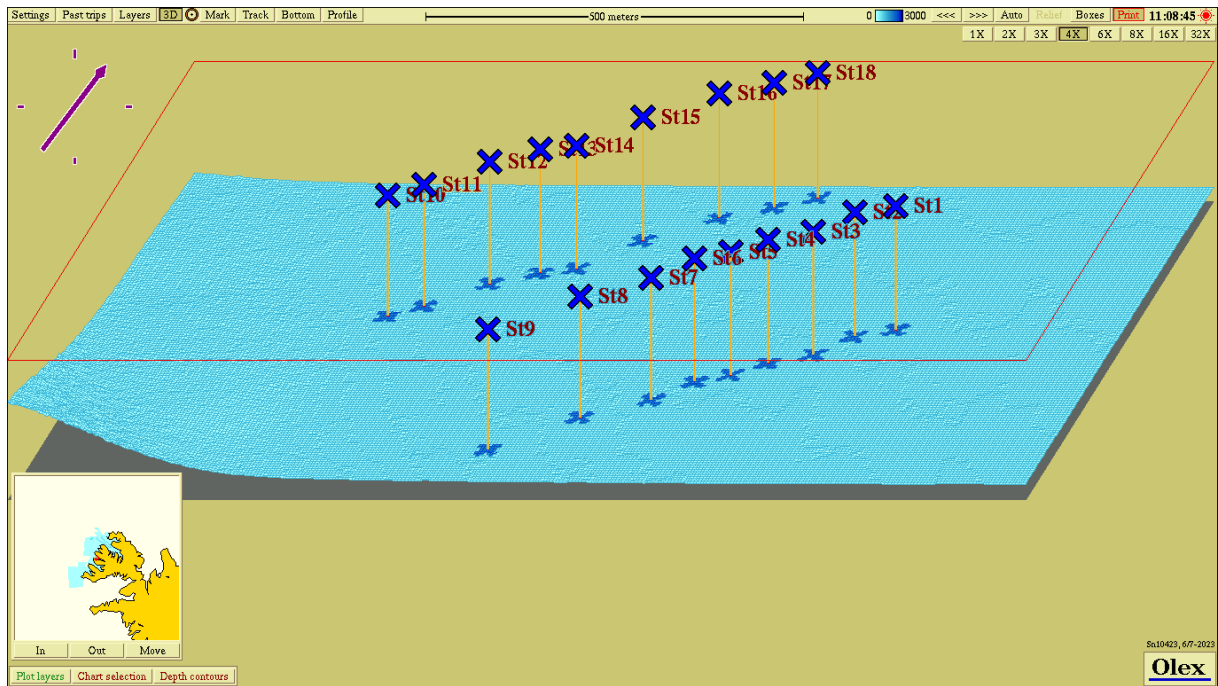 Settings Past trips Layers 3D Mark Track Bottom Profile 500 meters 0 3000 <<< >>> Auto Relief Boxes Print 11:08:45
1X 2X 3X 4X 6X 8X 16X 32X
St18
St17
St16
St15
St14
St13
St12
St11
St10
St1
St2
St3
St4
St5
St6
St7
St8
St9
In Out Move
Sn10423, 6/7-2023
Olex
Plot layers Chart selection Depth contours